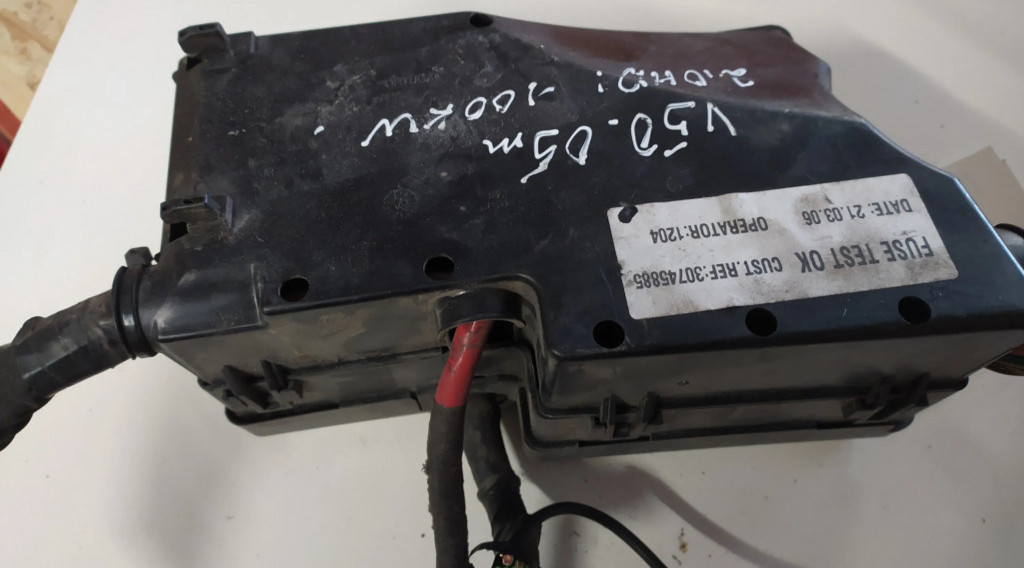 FUSE TEST OK CUST.REF:30745885
DATE: 21.03.06 OPERATOR:1204
V50. 05m
2.0HDi -100KW.